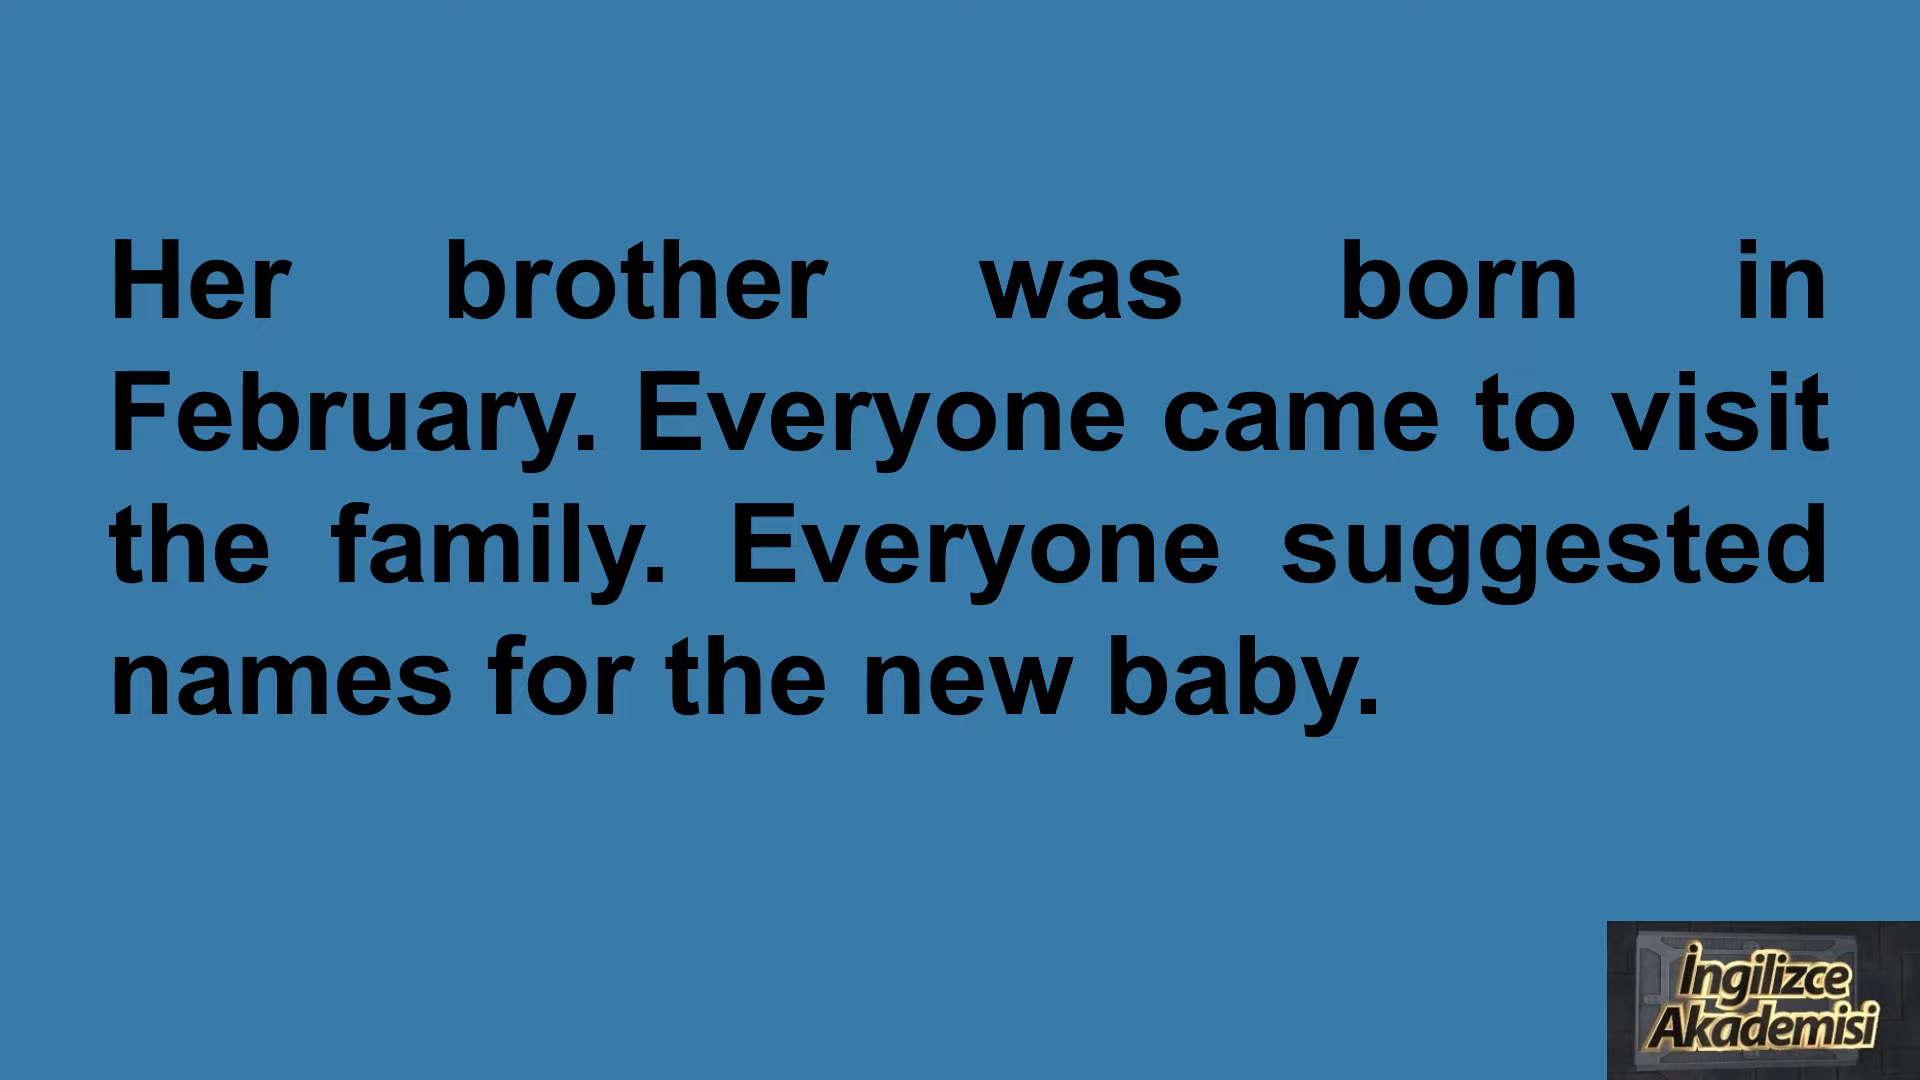 Her brother was born in
February. Everyone came to visit
the family. Everyone suggested
names for the new baby.
İngilizce
Akademisi